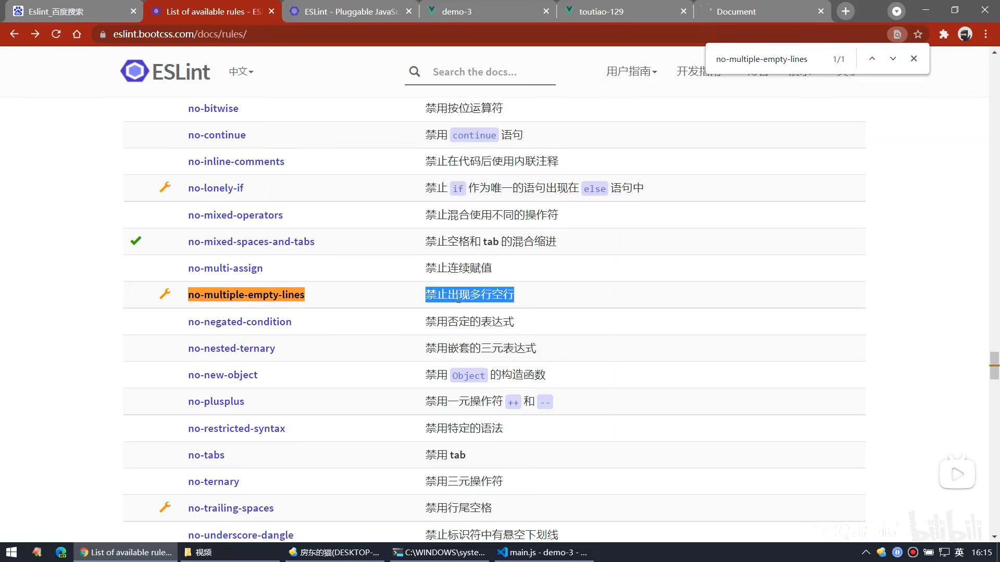 Eslint_百度搜索
List of available rules - ES
ESLint - Pluggable JavaSc
demo-3
toutiao-129
Document
eslint.bootcss.com/docs/rules/
no-multiple-empty-lines 1/1
ESLint
中文
Search the docs...
用户指南
开发指南
no-bitwise 禁用按位运算符
no-continue 禁用 continue 语句
no-inline-comments 禁止在代码后使用内联注释
no-lonely-if 禁止 if 作为唯一的语句出现在 else 语句中
no-mixed-operators 禁止混合使用不同的操作符
no-mixed-spaces-and-tabs 禁止空格和 tab 的混合缩进
no-multi-assign 禁止连续赋值
no-multiple-empty-lines 禁止出现多行空行
no-negated-condition 禁用否定的表达式
no-nested-ternary 禁用嵌套的三元表达式
no-new-object 禁用 Object 的构造函数
no-plusplus 禁用一元操作符 ++ 和 --
no-restricted-syntax 禁用特定的语法
no-tabs 禁用 tab
no-ternary 禁用三元操作符
no-trailing-spaces 禁用行尾空格
no-underscore-dangle 禁止标识符中有悬空下划线
bilibili
List of available rule...
视频
房东的猫(DESKTOP-...
C:\WINDOWS\syste...
main.js - demo-3 - ...
英
16:15